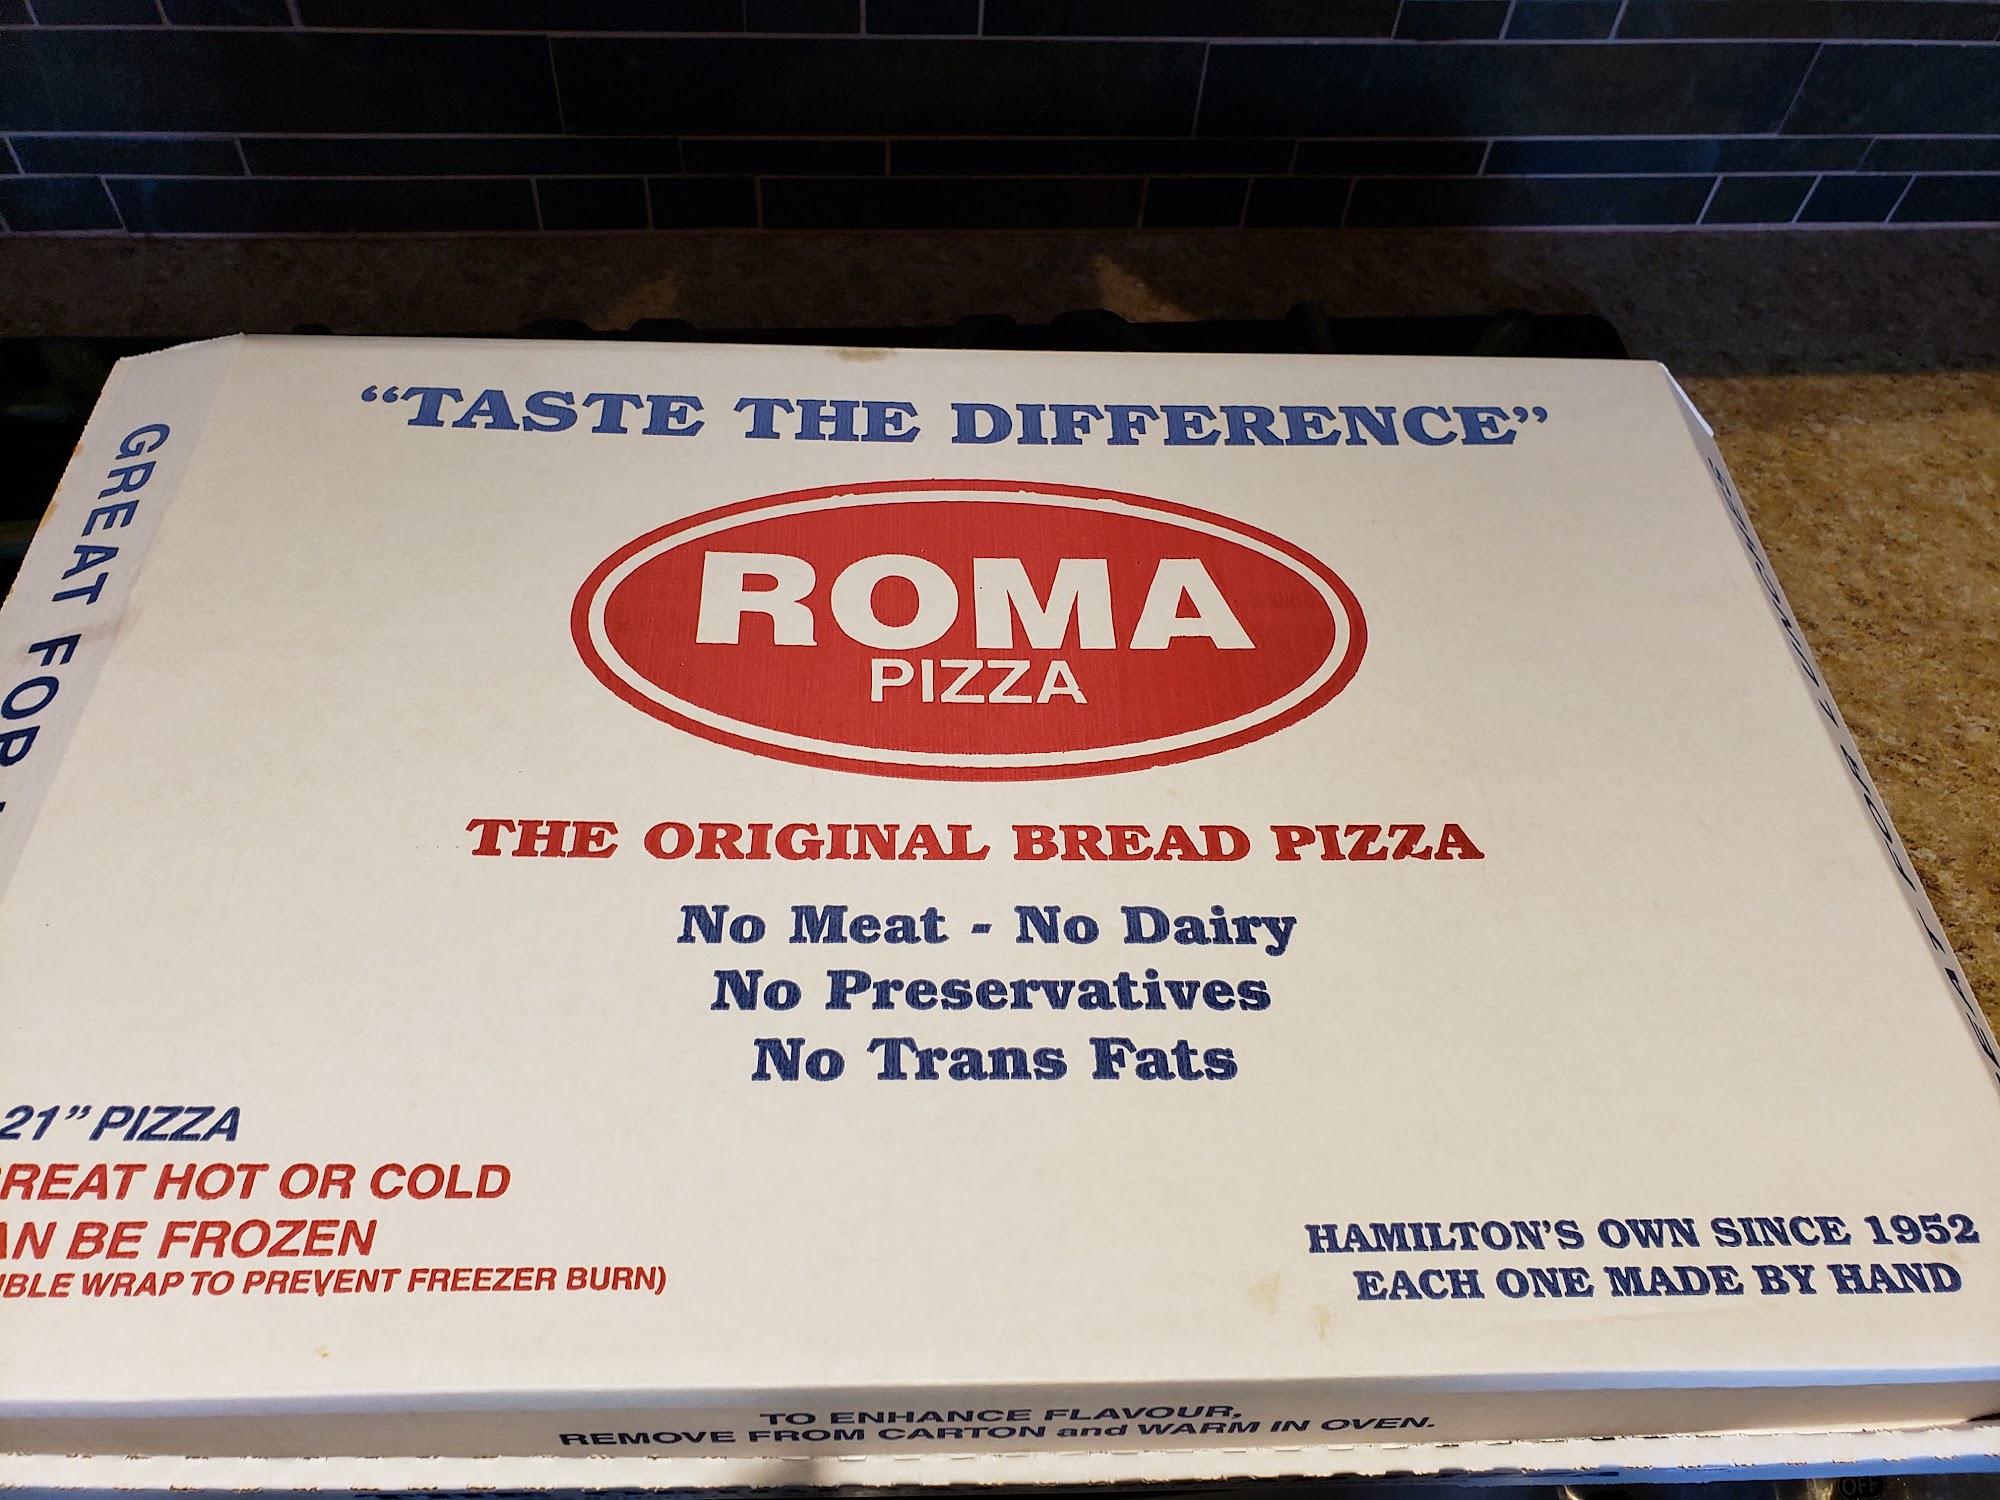 “TASTE THE DIFFERENCE”
ROMA
PIZZA
THE ORIGINAL BREAD PIZZA
No Meat - No Dairy
No Preservatives
No Trans Fats
21” PIZZA
REAT HOT OR COLD
AN BE FROZEN
BLE WRAP TO PREVENT FREEZER BURN)
HAMILTON'S OWN SINCE 1952
EACH ONE MADE BY HAND
TO ENHANCE FLAVOUR,
REMOVE FROM CARTON and WARM IN OVEN.
GREAT FOR
OFF